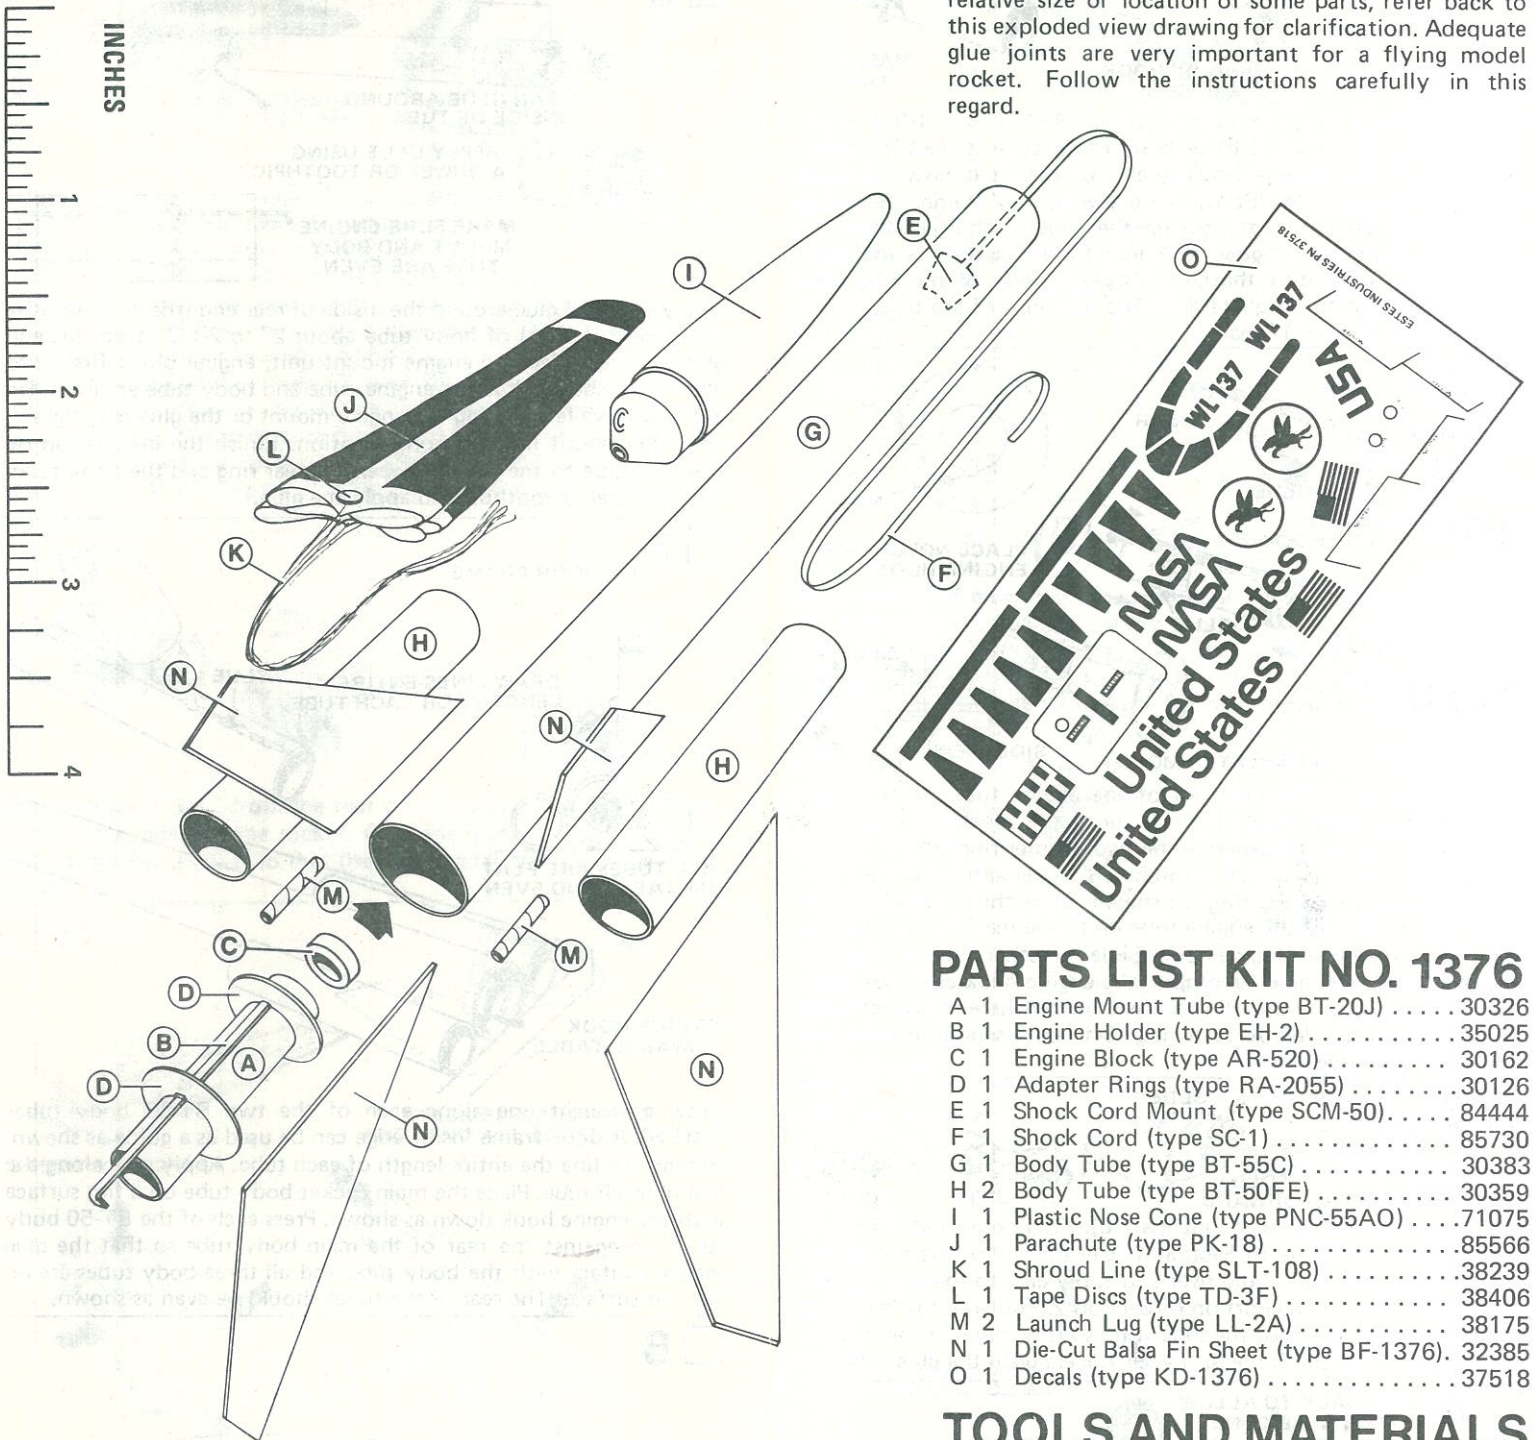 relative size or location of some parts, refer back to
this exploded view drawing for clarification. Adequate
glue joints are very important for a flying model
rocket. Follow the instructions carefully in this
regard.
INCHES
1
2
3
4
I
E
O
J
L
G
K
F
H
N
N
H
M
C
M
D
B
A
D
N
N
ESTES INDUSTRIES PN 37518
WL 137
WL 137
USA
NASA
NASA
United States
United States
PARTS LIST KIT NO. 1376
A 1 Engine Mount Tube (type BT-20J) ..... 30326
B 1 Engine Holder (type EH-2) ........... 35025
C 1 Engine Block (type AR-520) .......... 30162
D 1 Adapter Rings (type RA-2055) ........ 30126
E 1 Shock Cord Mount (type SCM-50). .... 84444
F 1 Shock Cord (type SC-1) .............. 85730
G 1 Body Tube (type BT-55C) ........... 30383
H 2 Body Tube (type BT-50FE) .......... 30359
I 1 Plastic Nose Cone (type PNC-55AO) .... 71075
J 1 Parachute (type PK-18) .............. 85566
K 1 Shroud Line (type SLT-108) .......... 38239
L 1 Tape Discs (type TD-3F) ............ 38406
M 2 Launch Lug (type LL-2A) ........... 38175
N 1 Die-Cut Balsa Fin Sheet (type BF-1376). 32385
O 1 Decals (type KD-1376) .............. 37518
TOOLS AND MATERIALS